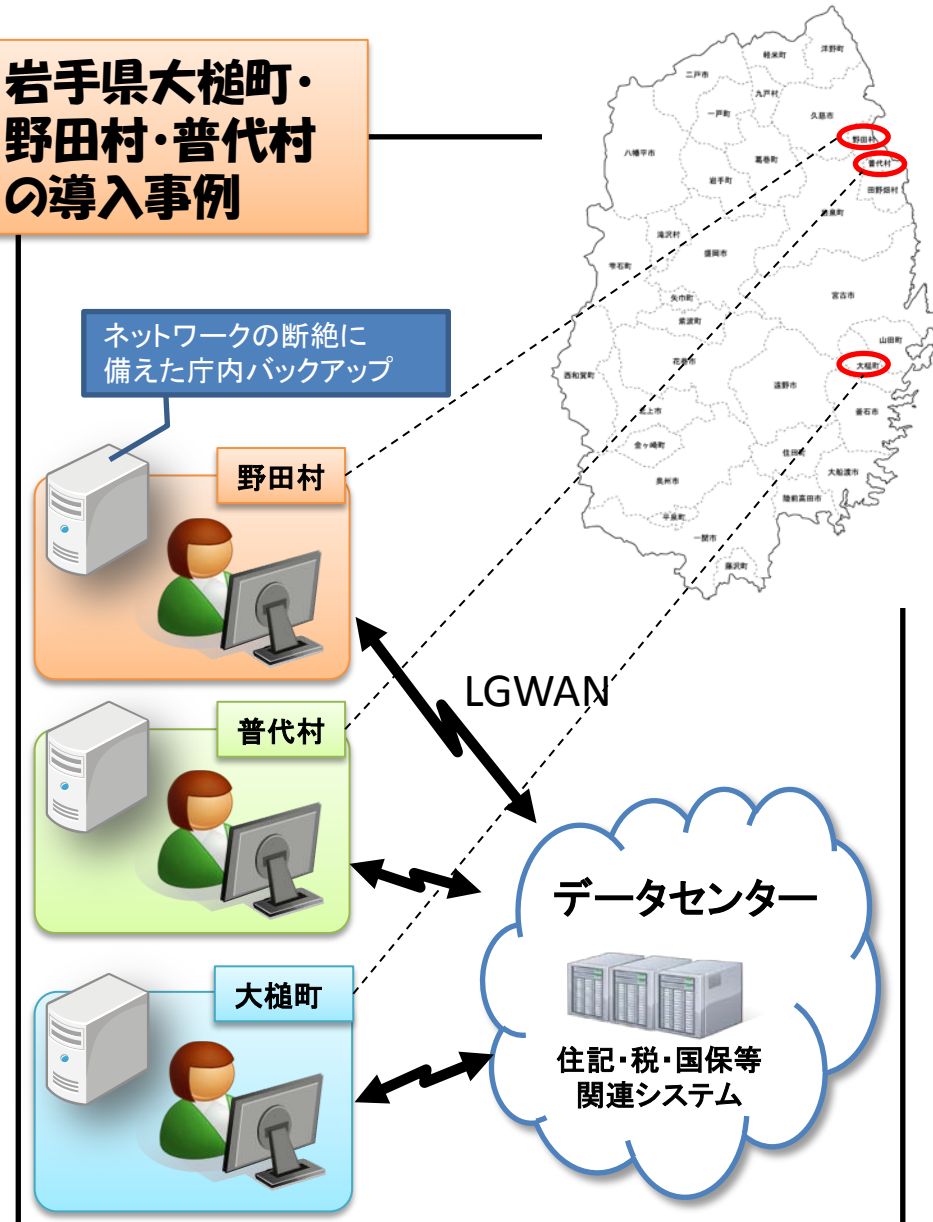 岩手県大槌町・
野田村・普代村
の導入事例
軽米町
洋野町
二戸市
九戸村
一戸町
久慈市
野田村
八幡平市
葛巻町
普代村
岩手町
田野畑村
岩泉町
滝沢村
盛岡市
雫石町
宮古市
矢巾町
紫波町
山田町
花巻市
西和賀町
大槌町
遠野市
北上市
釜石市
金ヶ崎町
住田町
大船渡市
奥州市
陸前高田市
平泉町
一関市
藤沢町
ネットワークの断絶に
備えた庁内バックアップ
野田村
LGWAN
普代村
データセンター
大槌町
住記・税・国保等
関連システム